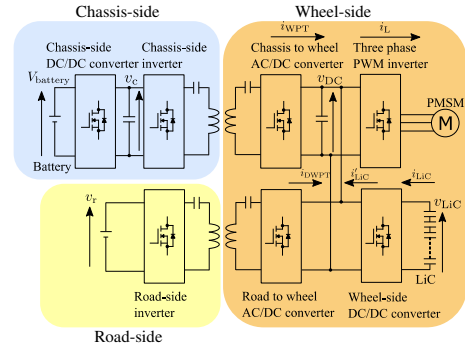 Chassis-side
Wheel-side
Chassis-side
DC/DC converter
Chassis-side
inverter
i_WPT
i_L
Chassis to wheel
AC/DC converter
Three phase
PWM inverter
V_battery
v_c
v_DC
PMSM
M
Battery
i_DWPT
i'_LiC
i_LiC
v_r
v_LiC
LiC
Road-side
inverter
Road to wheel
AC/DC converter
Wheel-side
DC/DC converter
Road-side